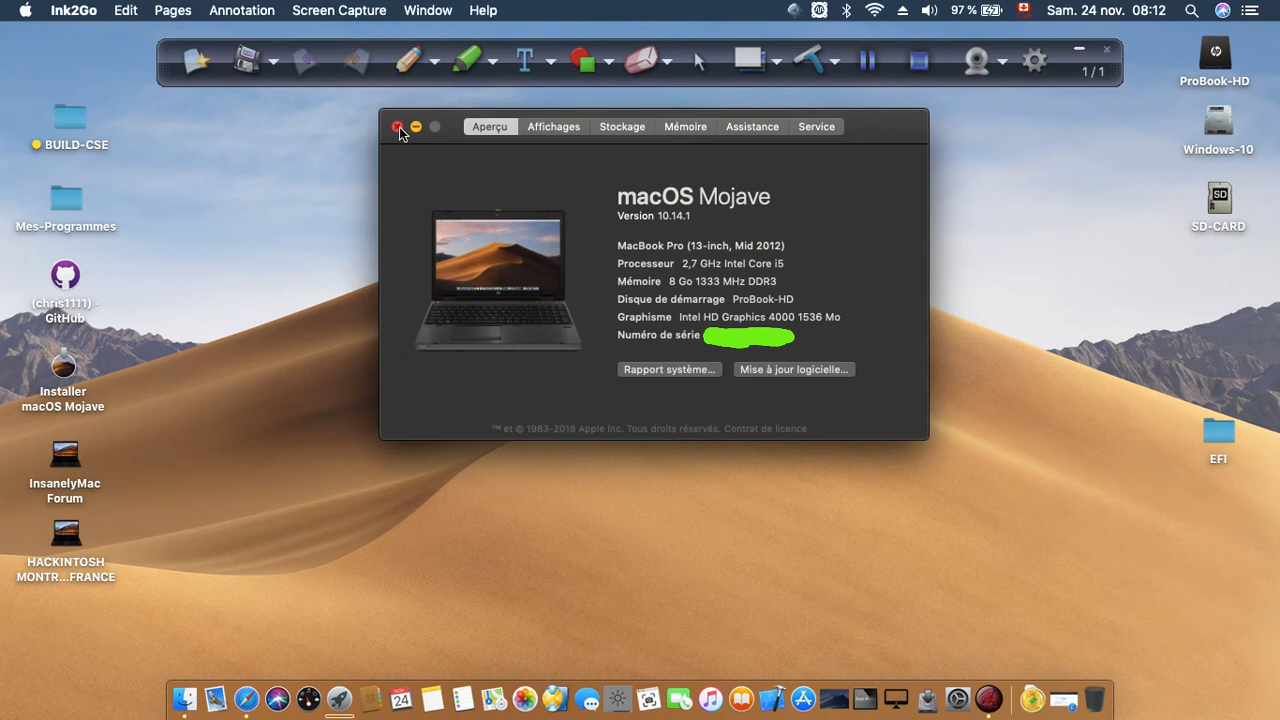 Ink2Go Edit Pages Annotation Screen Capture Window Help 97 % Sam. 24 nov. 08:12
1 / 1
ProBook-HD
BUILD-CSE
Windows-10
Mes-Programmes
SD-CARD
(chris1111) -
GitHub
Installer
macOS Mojave
InsanelyMac
Forum
HACKINTOSH
MONTR...FRANCE
EFI
Aperçu Affichages Stockage Mémoire Assistance Service
macOS Mojave
Version 10.14.1
MacBook Pro (13-inch, Mid 2012)
Processeur 2,7 GHz Intel Core i5
Mémoire 8 Go 1333 MHz DDR3
Disque de démarrage ProBook-HD
Graphisme Intel HD Graphics 4000 1536 Mo
Numéro de série
Rapport système... Mise à jour logicielle...
™ et © 1983-2018 Apple Inc. Tous droits réservés. Contrat de licence
NOV
24